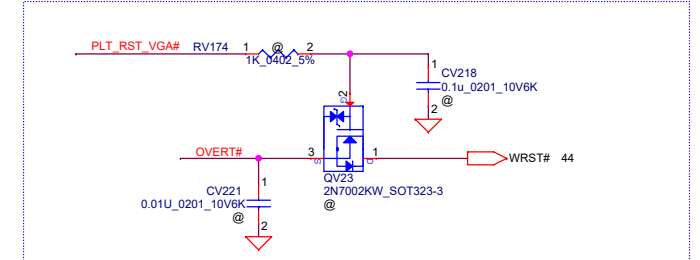 PLT_RST_VGA# RV174 1 @ 2
1K_0402_5%
1
CV218
0.1u_0201_10V6K
@
2
2
G
OVERT# 3 S D 1 WRST# 44
1
CV221
0.01U_0201_10V6K
@
2
QV23
2N7002KW_SOT323-3
@